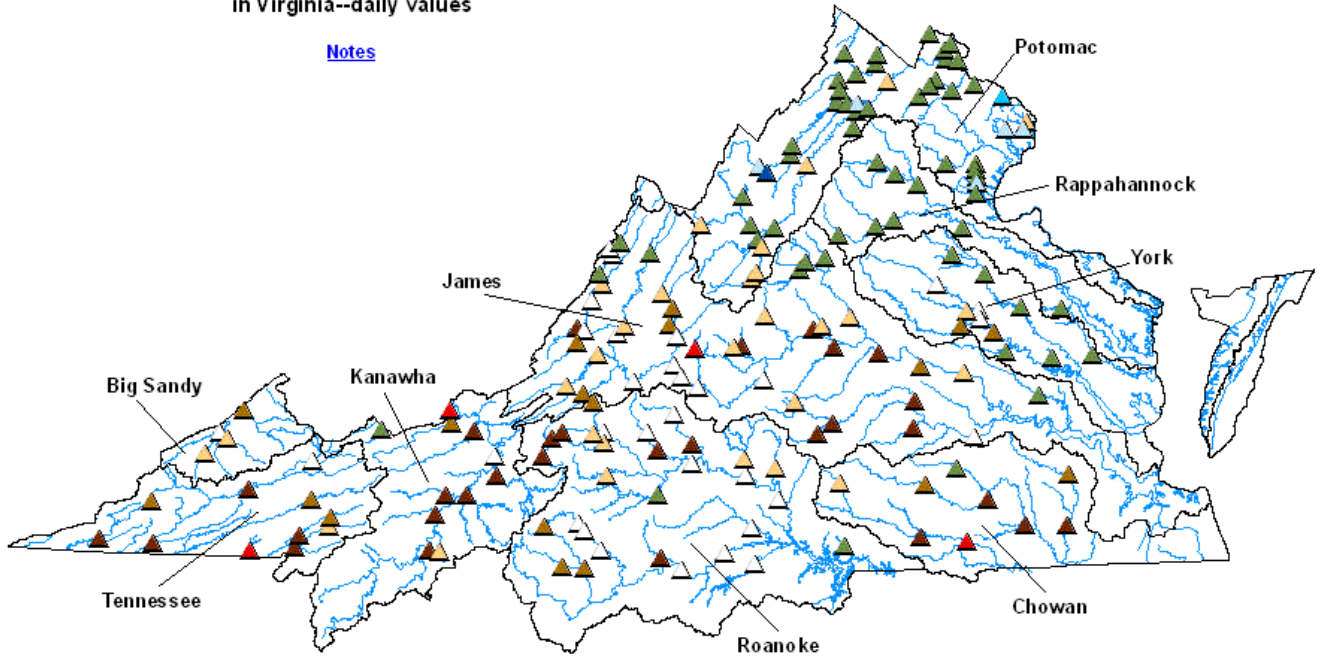 in Virginia--daily values
Notes
Potomac
Rappahannock
York
James
Kanawha
Big Sandy
Tennessee
Chowan
Roanoke